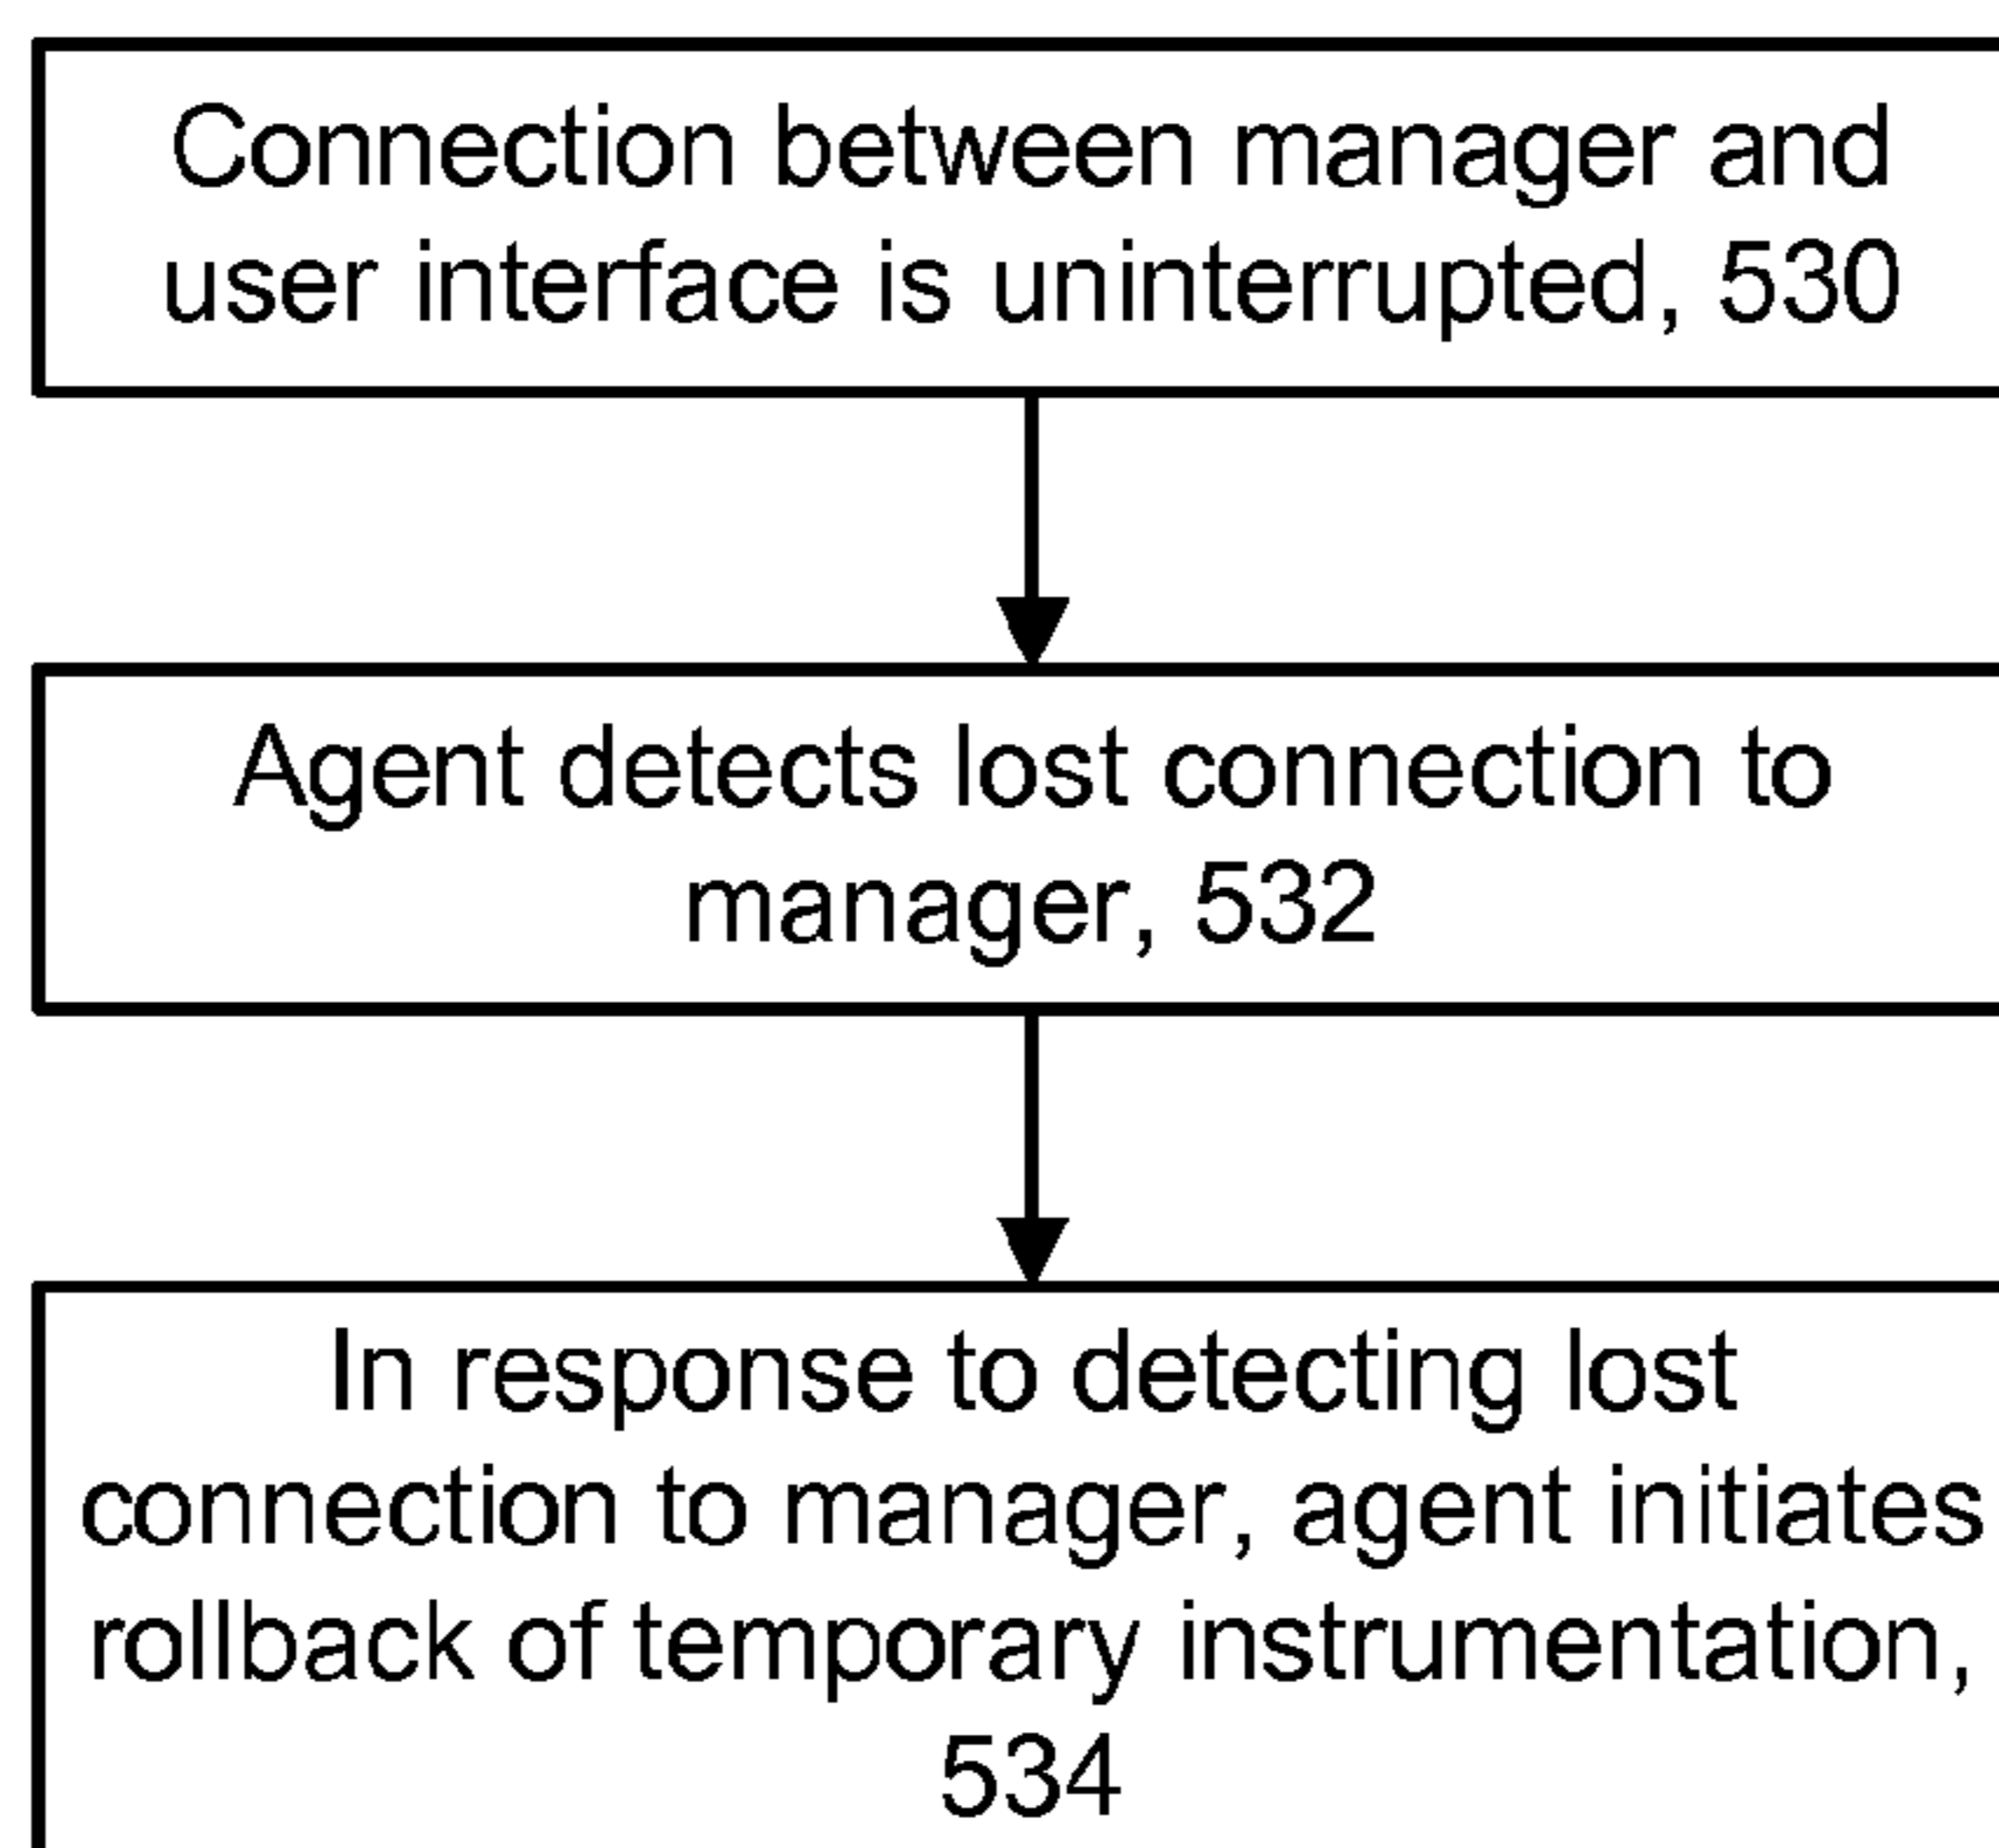 Connection between manager and
user interface is uninterrupted, 530
Agent detects lost connection to
manager, 532
In response to detecting lost
connection to manager, agent initiates
rollback of temporary instrumentation,
534